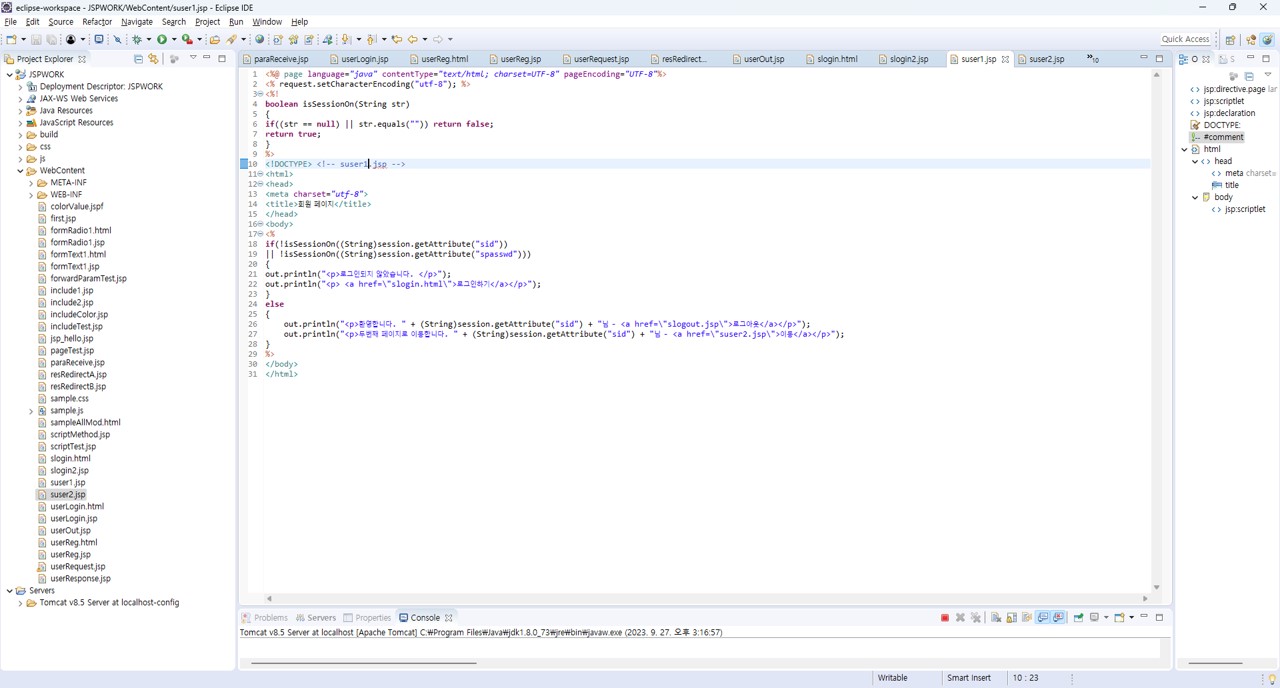 eclipse-workspace - JSPWORK/WebContent/suser1.jsp - Eclipse IDE
File Edit Source Refactor Navigate Search Project Run Window Help
Quick Access
Project Explorer
paraReceive.jsp userLogin.jsp userReg.html userReg.jsp userRequest.jsp resRedirect... userOut.jsp slogin.html slogin2.jsp suser1.jsp suser2.jsp »10
JSPWORK
Deployment Descriptor: JSPWORK
JAX-WS Web Services
Java Resources
JavaScript Resources
build
css
js
WebContent
META-INF
WEB-INF
colorValue.jspf
first.jsp
formRadio1.html
formRadio1.jsp
formText1.html
formText1.jsp
forwardParamTest.jsp
include1.jsp
include2.jsp
includeColor.jsp
includeTest.jsp
jsp_hello.jsp
pageTest.jsp
paraReceive.jsp
resRedirectA.jsp
resRedirectB.jsp
sample.css
sample.js
sampleAllMod.html
scriptMethod.jsp
scriptTest.jsp
slogin.html
slogin2.jsp
suser1.jsp
suser2.jsp
userLogin.html
userLogin.jsp
userOut.jsp
userReg.html
userReg.jsp
userRequest.jsp
userResponse.jsp
Servers
Tomcat v8.5 Server at localhost-config
1 <%@ page language="java" contentType="text/html; charset=UTF-8" pageEncoding="UTF-8"%>
2 <% request.setCharacterEncoding("utf-8"); %>
3 <%!
4 boolean isSessionOn(String str)
5 {
6 if((str == null) || str.equals("")) return false;
7 return true;
8 }
9 %>
10 <!DOCTYPE> <!-- suser1.jsp -->
11 <html>
12 <head>
13 <meta charset="utf-8">
14 <title>회원 페이지</title>
15 </head>
16 <body>
17 <%
18 if(!isSessionOn((String)session.getAttribute("sid"))
19 || !isSessionOn((String)session.getAttribute("spasswd")))
20 {
21 out.println("<p>로그인되지 않았습니다. </p>");
22 out.println("<p> <a href=\"slogin.html\">로그인하기</a></p>");
23 }
24 else
25 {
26 out.println("<p>환영합니다. " + (String)session.getAttribute("sid") + "님 - <a href=\"slogout.jsp\">로그아웃</a></p>");
27 out.println("<p>두번째 페이지로 이동합니다. " + (String)session.getAttribute("sid") + "님 - <a href=\"suser2.jsp\">이동</a></p>");
28 }
29 %>
30 </body>
31 </html>
O S
jsp:directive.page lar
jsp:scriptlet
jsp:declaration
DOCTYPE:
#comment
html
head
meta charset=
title
body
jsp:scriptlet
Problems Servers Properties Console
Tomcat v8.5 Server at localhost [Apache Tomcat] C:₩Program Files₩Java₩jdk1.8.0_73₩jre₩bin₩javaw.exe (2023. 9. 27. 오후 3:16:57)
Writable Smart Insert 10 : 23